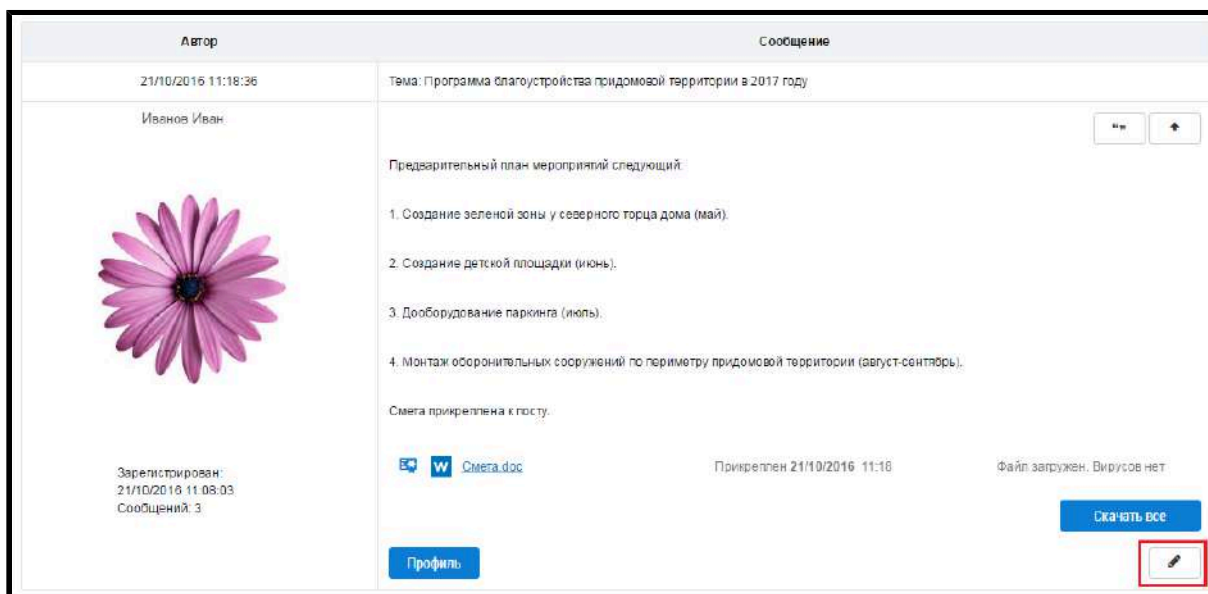 Автор
Сообщение
21/10/2016 11:18:36
Тема: Программа благоустройства придомовой территории в 2017 году
Иванов Иван
Предварительный план мероприятий следующий:
1. Создание зеленой зоны у северного торца дома (май).
2. Создание детской площадки (июнь).
3. Дооборудование паркинга (июль).
4. Монтаж оборонительных сооружений по периметру придомовой территории (август-сентябрь).
Смета прикреплена к посту.
W Смета.doc
Прикреплен 21/10/2016 11:18
Файл загружен. Вирусов нет
Зарегистрирован:
21/10/2016 11:08:03
Сообщений: 3
Скачать все
Профиль